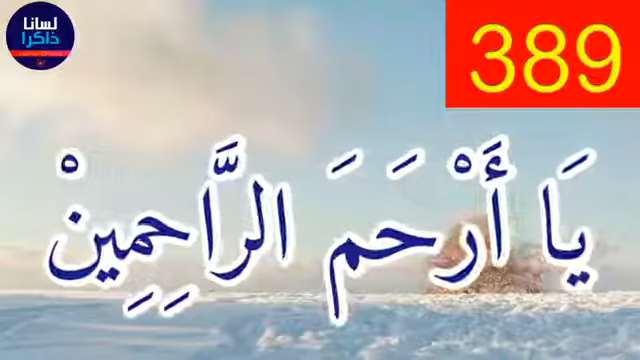 لسانا
ذاكرا
389
يَا أَرْحَمَ الرَّاحِمِينْ